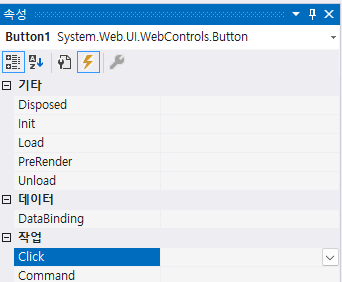 속성
Button1 System.Web.UI.WebControls.Button
기타
Disposed
Init
Load
PreRender
Unload
데이터
DataBinding
작업
Click
Command